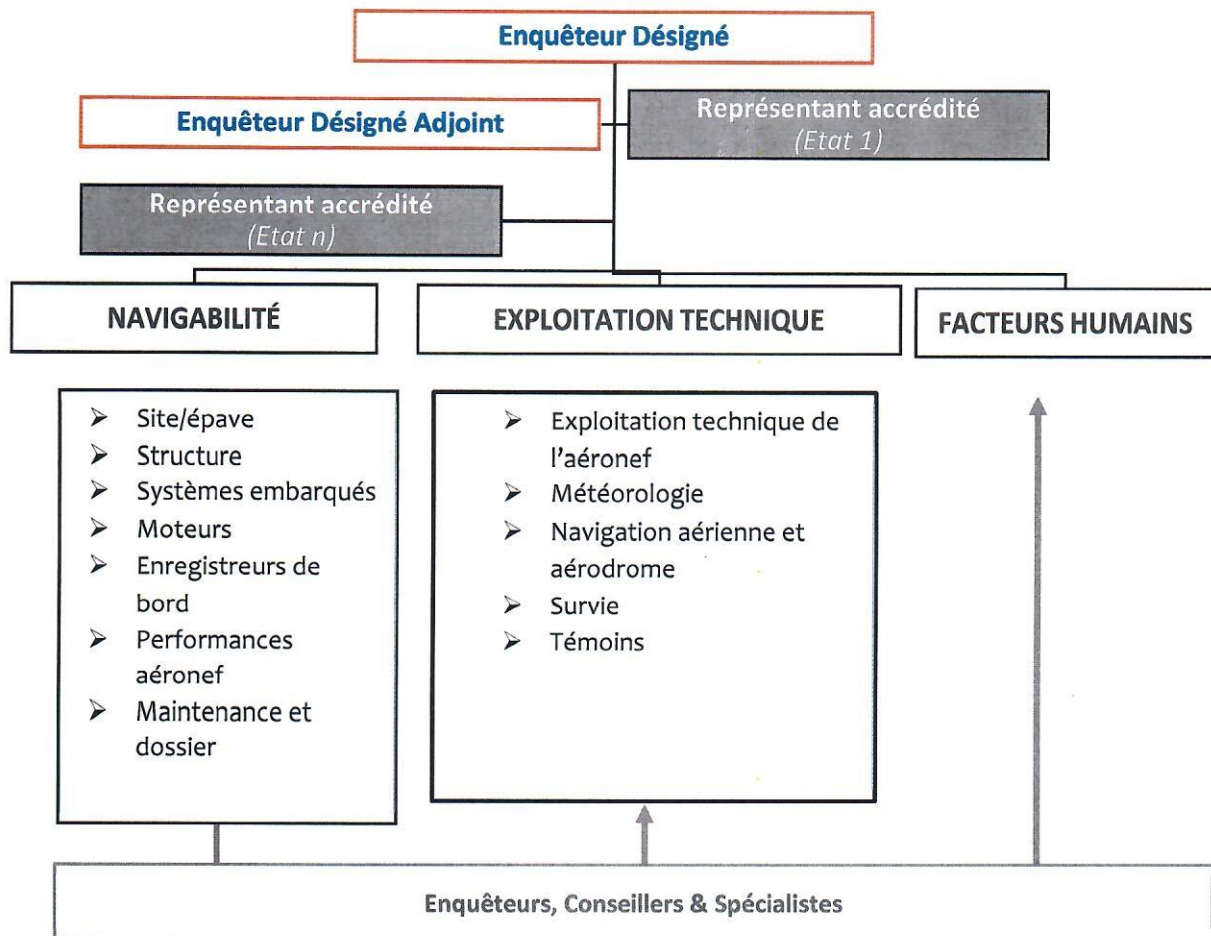 Enquêteur Désigné
Enquêteur Désigné Adjoint
Représentant accrédité
(Etat 1)
Représentant accrédité
(Etat n)
NAVIGABILITÉ
EXPLOITATION TECHNIQUE
FACTEURS HUMAINS
➢ Site/épave
➢ Structure
➢ Systèmes embarqués
➢ Moteurs
➢ Enregistreurs de
bord
➢ Performances
aéronef
➢ Maintenance et
dossier
➢ Exploitation technique de
l’aéronef
➢ Météorologie
➢ Navigation aérienne et
aérodrome
➢ Survie
➢ Témoins
Enquêteurs, Conseillers & Spécialistes